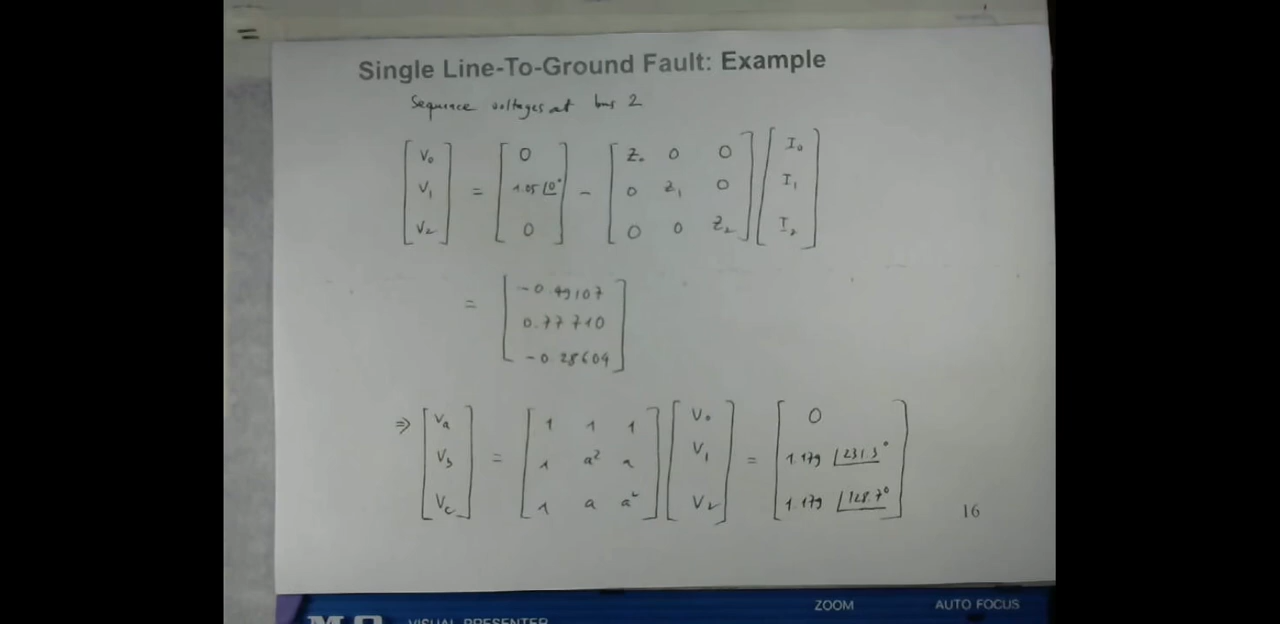 Single Line-To-Ground Fault: Example
Sequence voltages at bus 2
[V₀ V₁ V₂] = [0 1.05∠0° 0] - [Z₀ 0 0 0 Z₁ 0 0 0 Z₂] [I₀ I₁ I₂]
= [-0.49107 0.77710 -0.28604]
⇒ [Va Vb Vc] = [1 1 1 1 a² a 1 a a²] [V₀ V₁ V₂] = [0 1.179∠231.3° 1.179∠128.7°]
16
ZOOM AUTO FOCUS
VISUAL PRESENTER